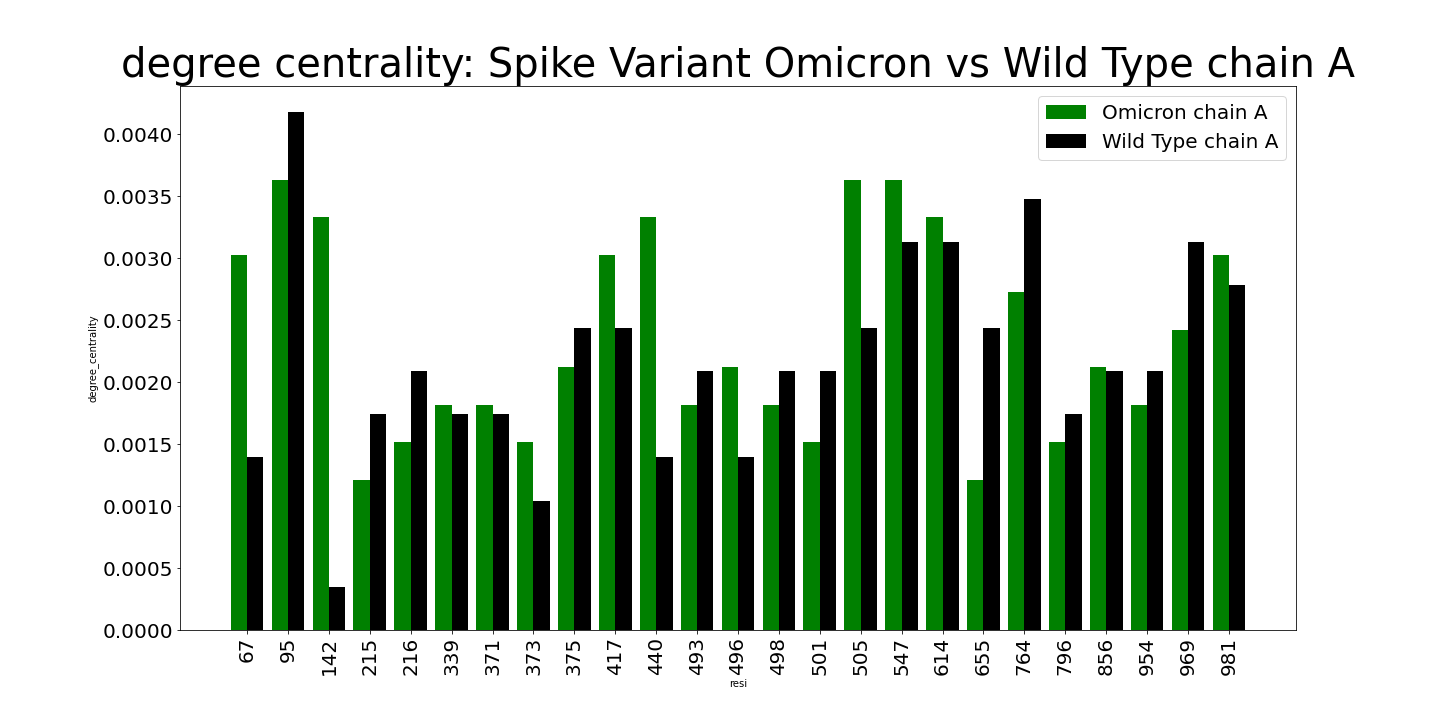 degree centrality: Spike Variant Omicron vs Wild Type chain A
Omicron chain A
Wild Type chain A
0.0040
0.0035
0.0030
0.0025
0.0020
0.0015
0.0010
0.0005
0.0000
degree_centrality
67 95 142 215 216 339 371 373 375 417 440 493 496 498 501 505 547 614 655 764 796 856 954 969 981
resi